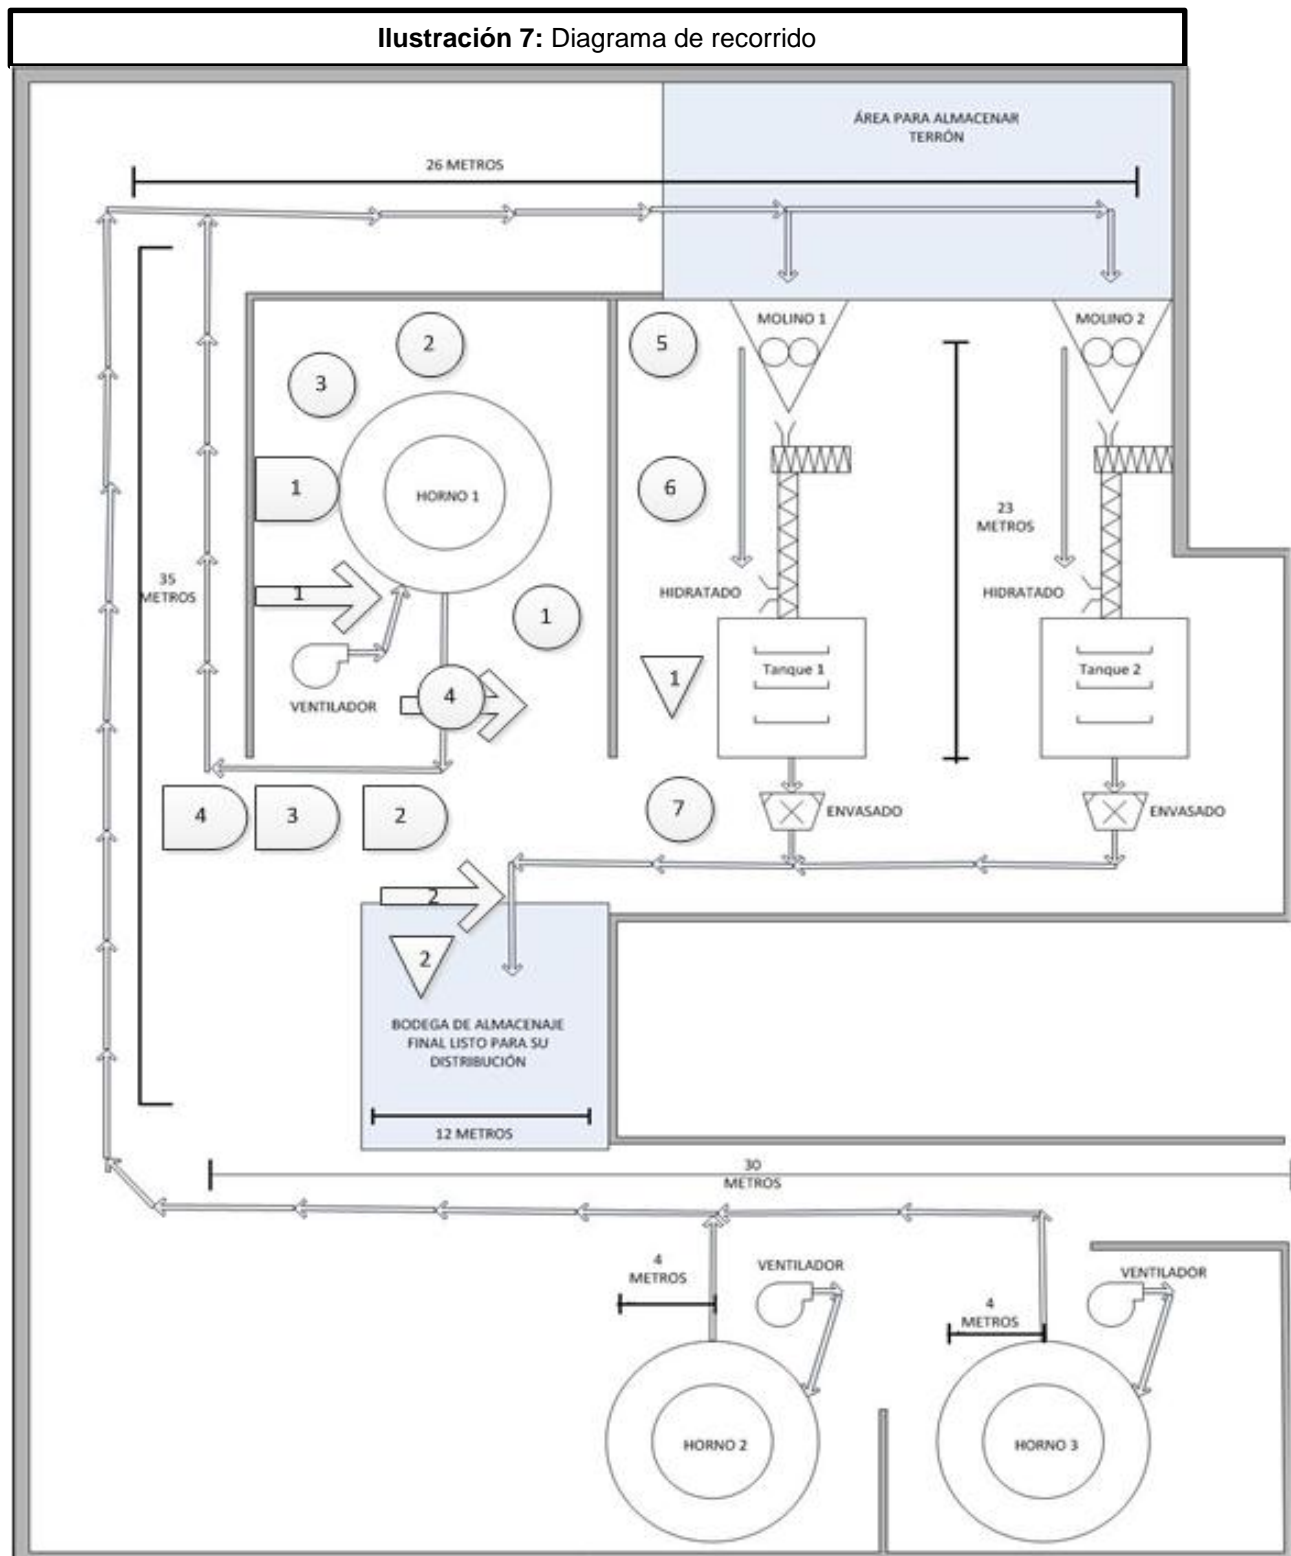 Ilustración 7: Diagrama de recorrido
ÁREA PARA ALMACENAR
TERRÓN
26 METROS
MOLINO 1
MOLINO 2
2
5
3
1
HORNO 1
6
23
METROS
35
METROS
1
1
HIDRATADO
HIDRATADO
4
1
Tanque 1
Tanque 2
VENTILADOR
4
3
2
7
ENVASADO
ENVASADO
2
2
BODEGA DE ALMACENAJE
FINAL LISTO PARA SU
DISTRIBUCIÓN
12 METROS
30
METROS
4
METROS
VENTILADOR
VENTILADOR
4
METROS
HORNO 2
HORNO 3